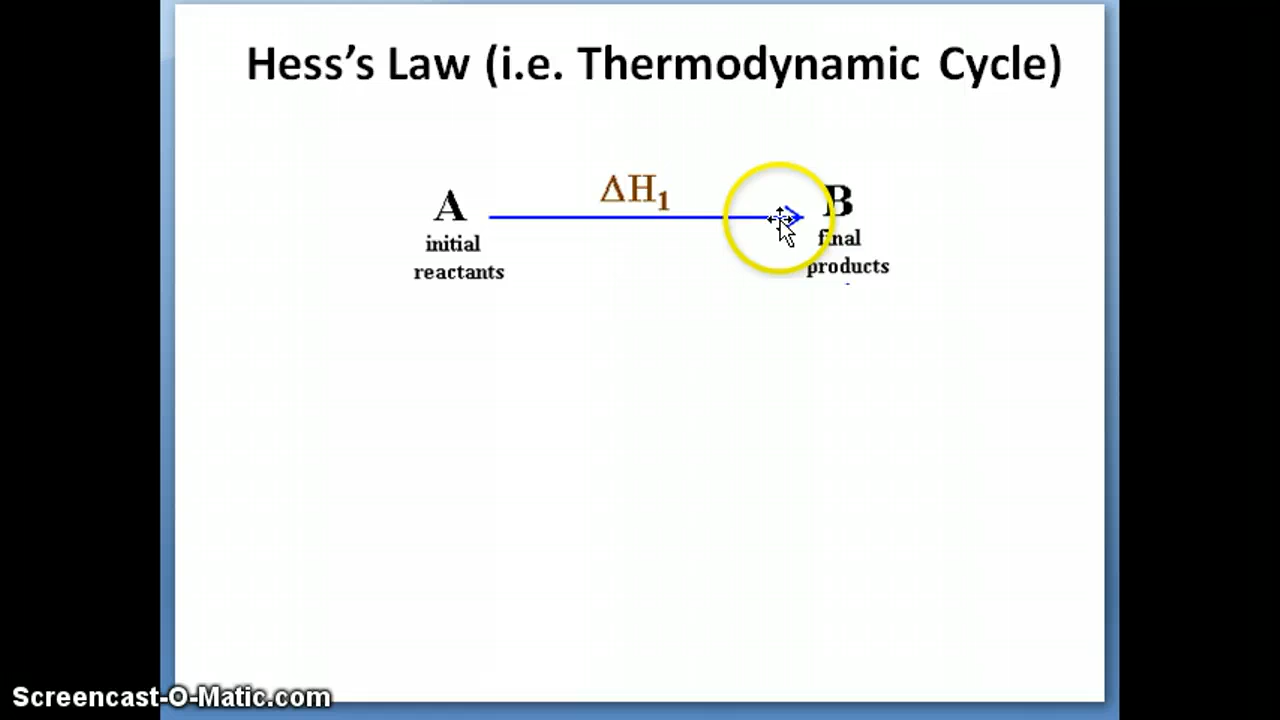 Hess’s Law (i.e. Thermodynamic Cycle)
ΔH₁
A
B
initial
reactants
final
products
Screencast-O-Matic.com